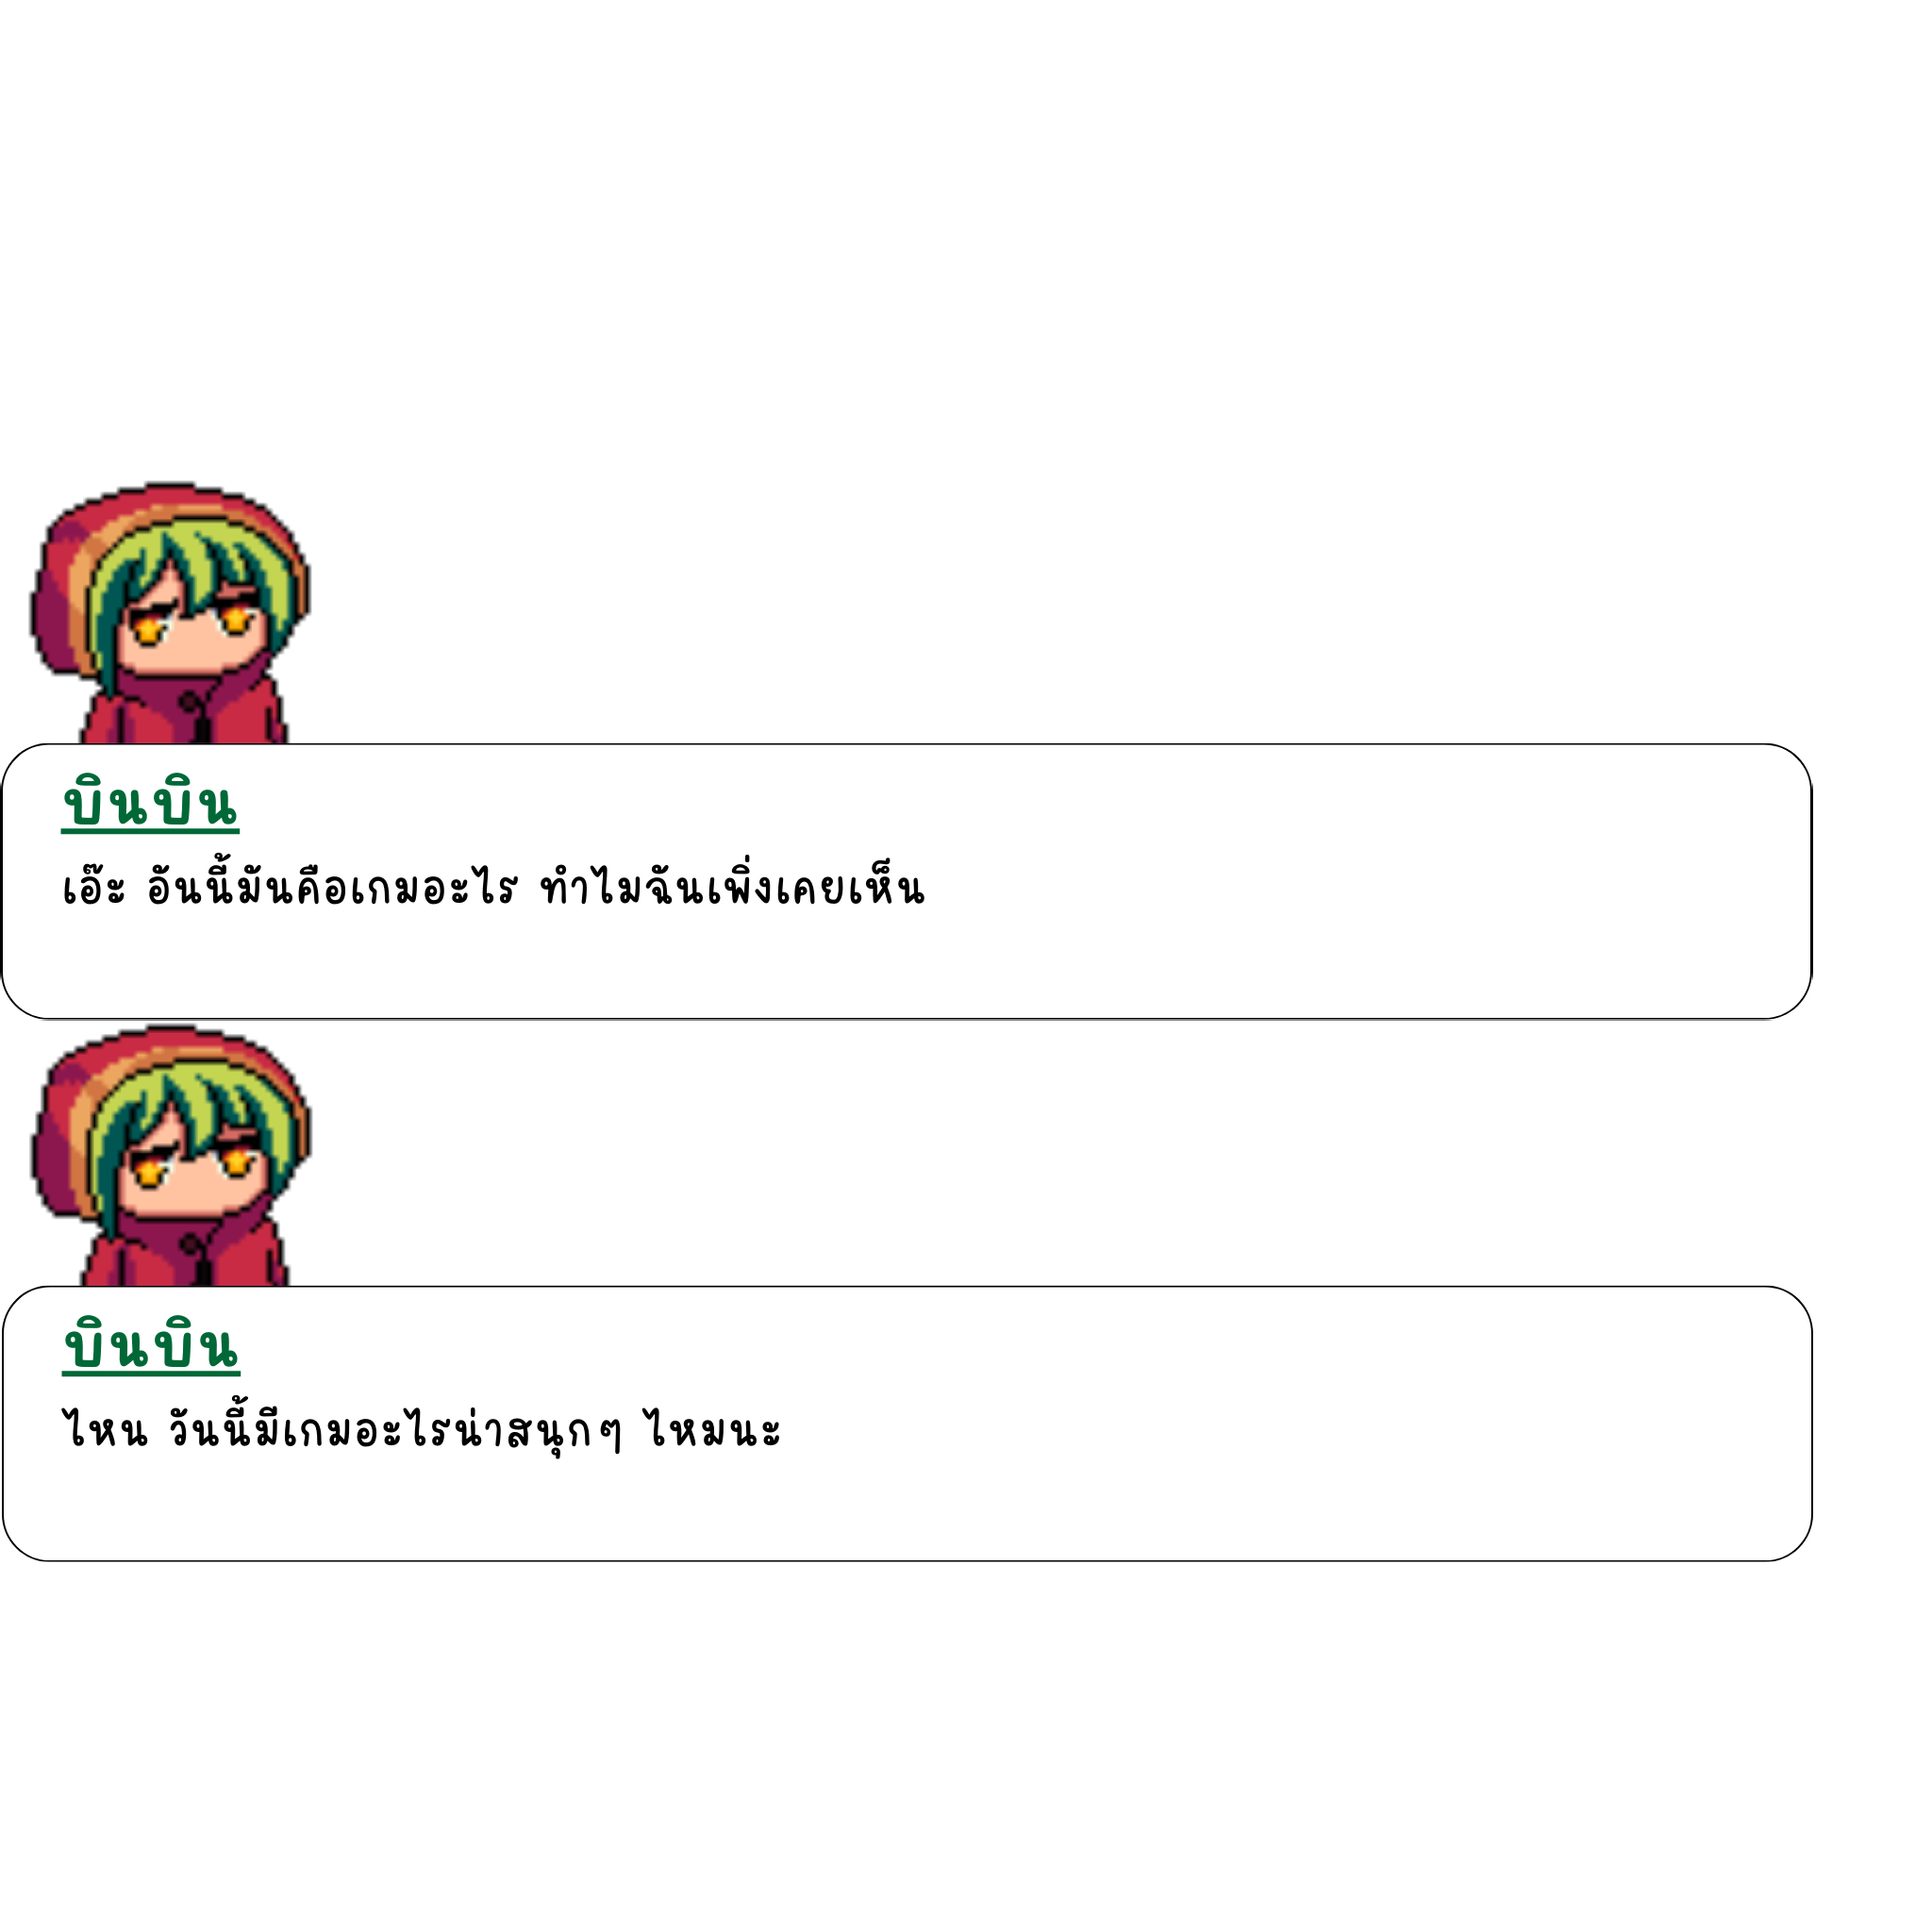 บินบิน
เอ๊ะ อันนี้มันคือเกมอะไร ทำไมฉันเพิ่งเคยเห็น
บินบิน
ไหน วันนี้มีเกมอะไรน่าสนุก ๆ ไหมนะ